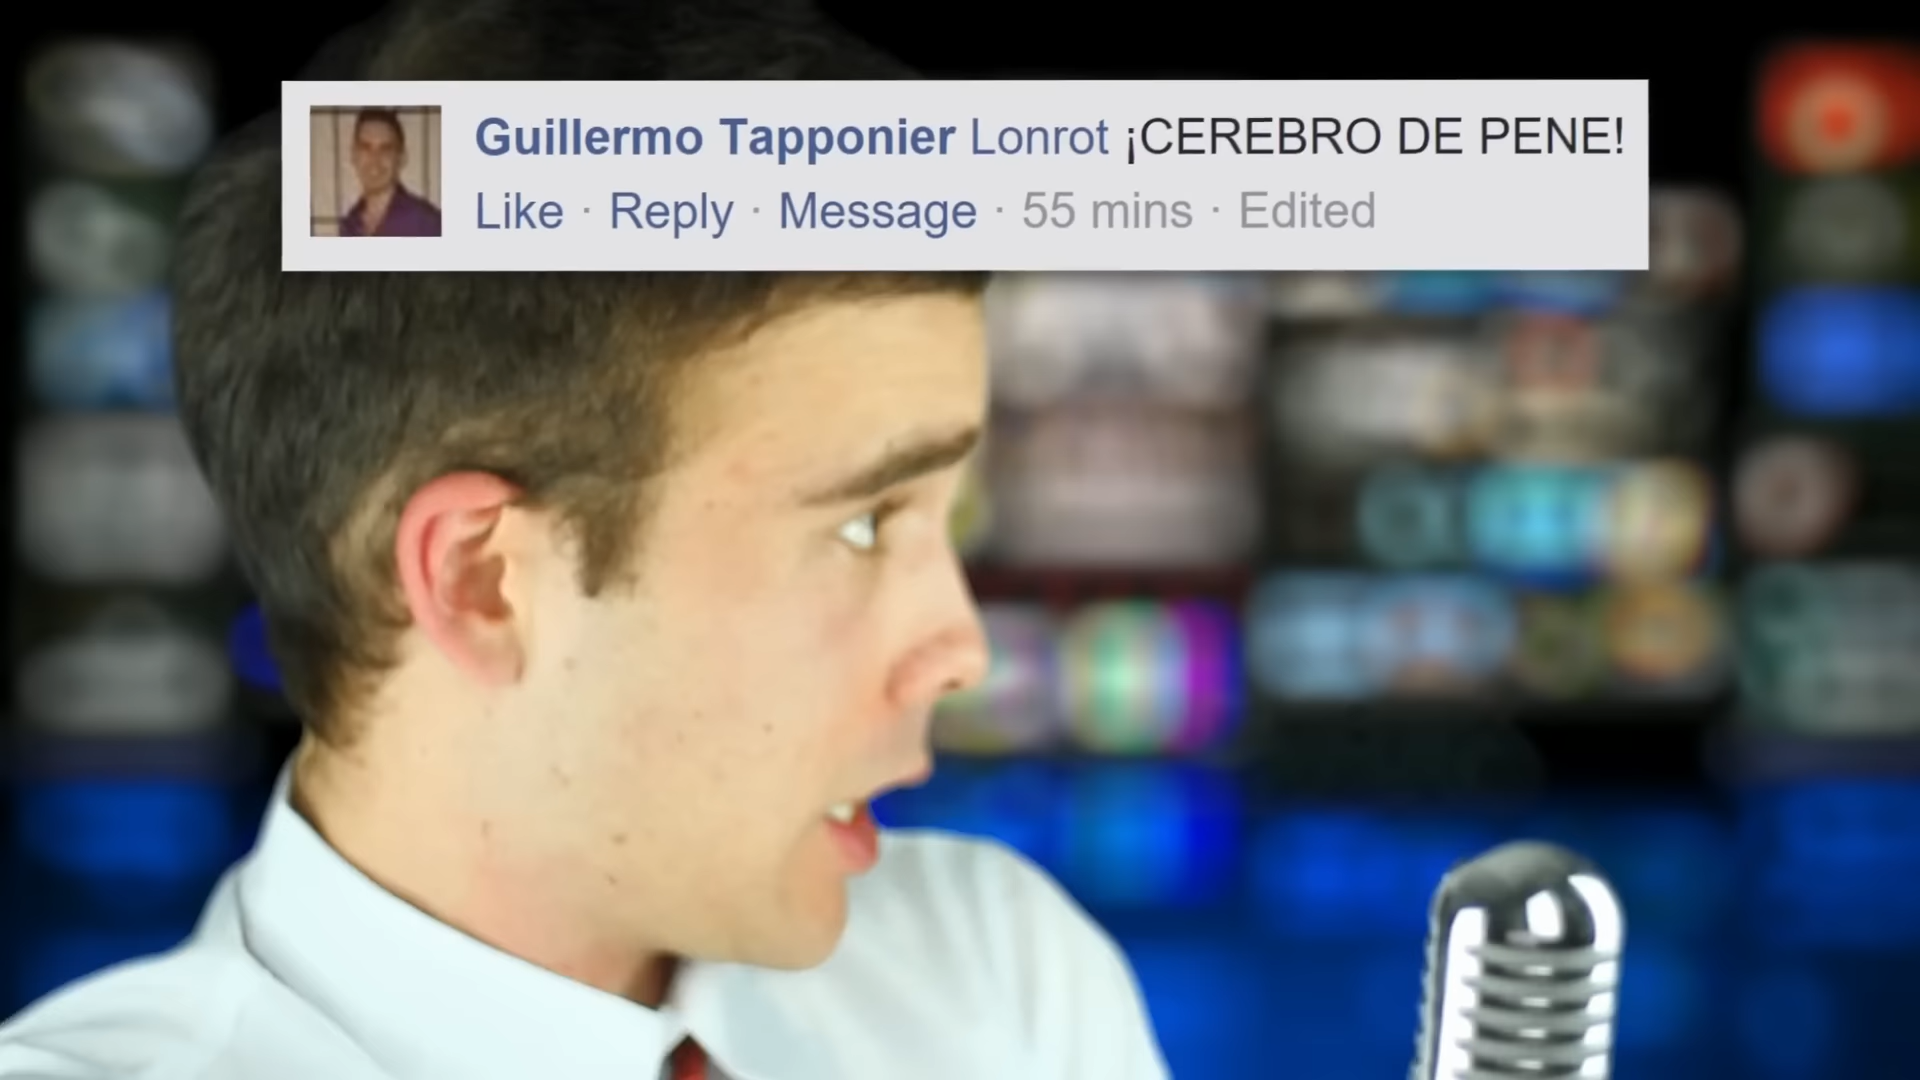 Guillermo Tapponier Lonrot ¡CEREBRO DE PENE!
Like · Reply · Message · 55 mins · Edited